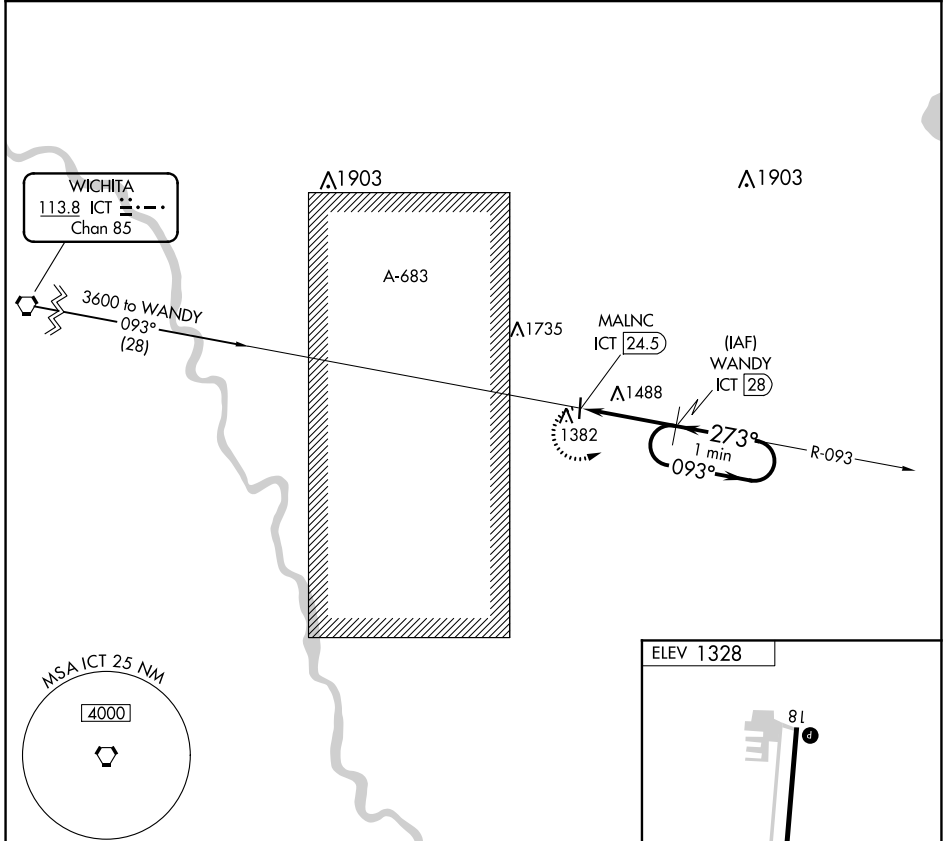 1903
1903
WICHITA
113.8 ICT
Chan 85
A-683
3600 to WANDY
093°
(28)
1735
MALNC
ICT 24.5
(IAF)
WANDY
ICT 28
1488
1382
273°
1 min
093°
R-093
MSA ICT 25 NM
4000
ELEV 1328
18
P